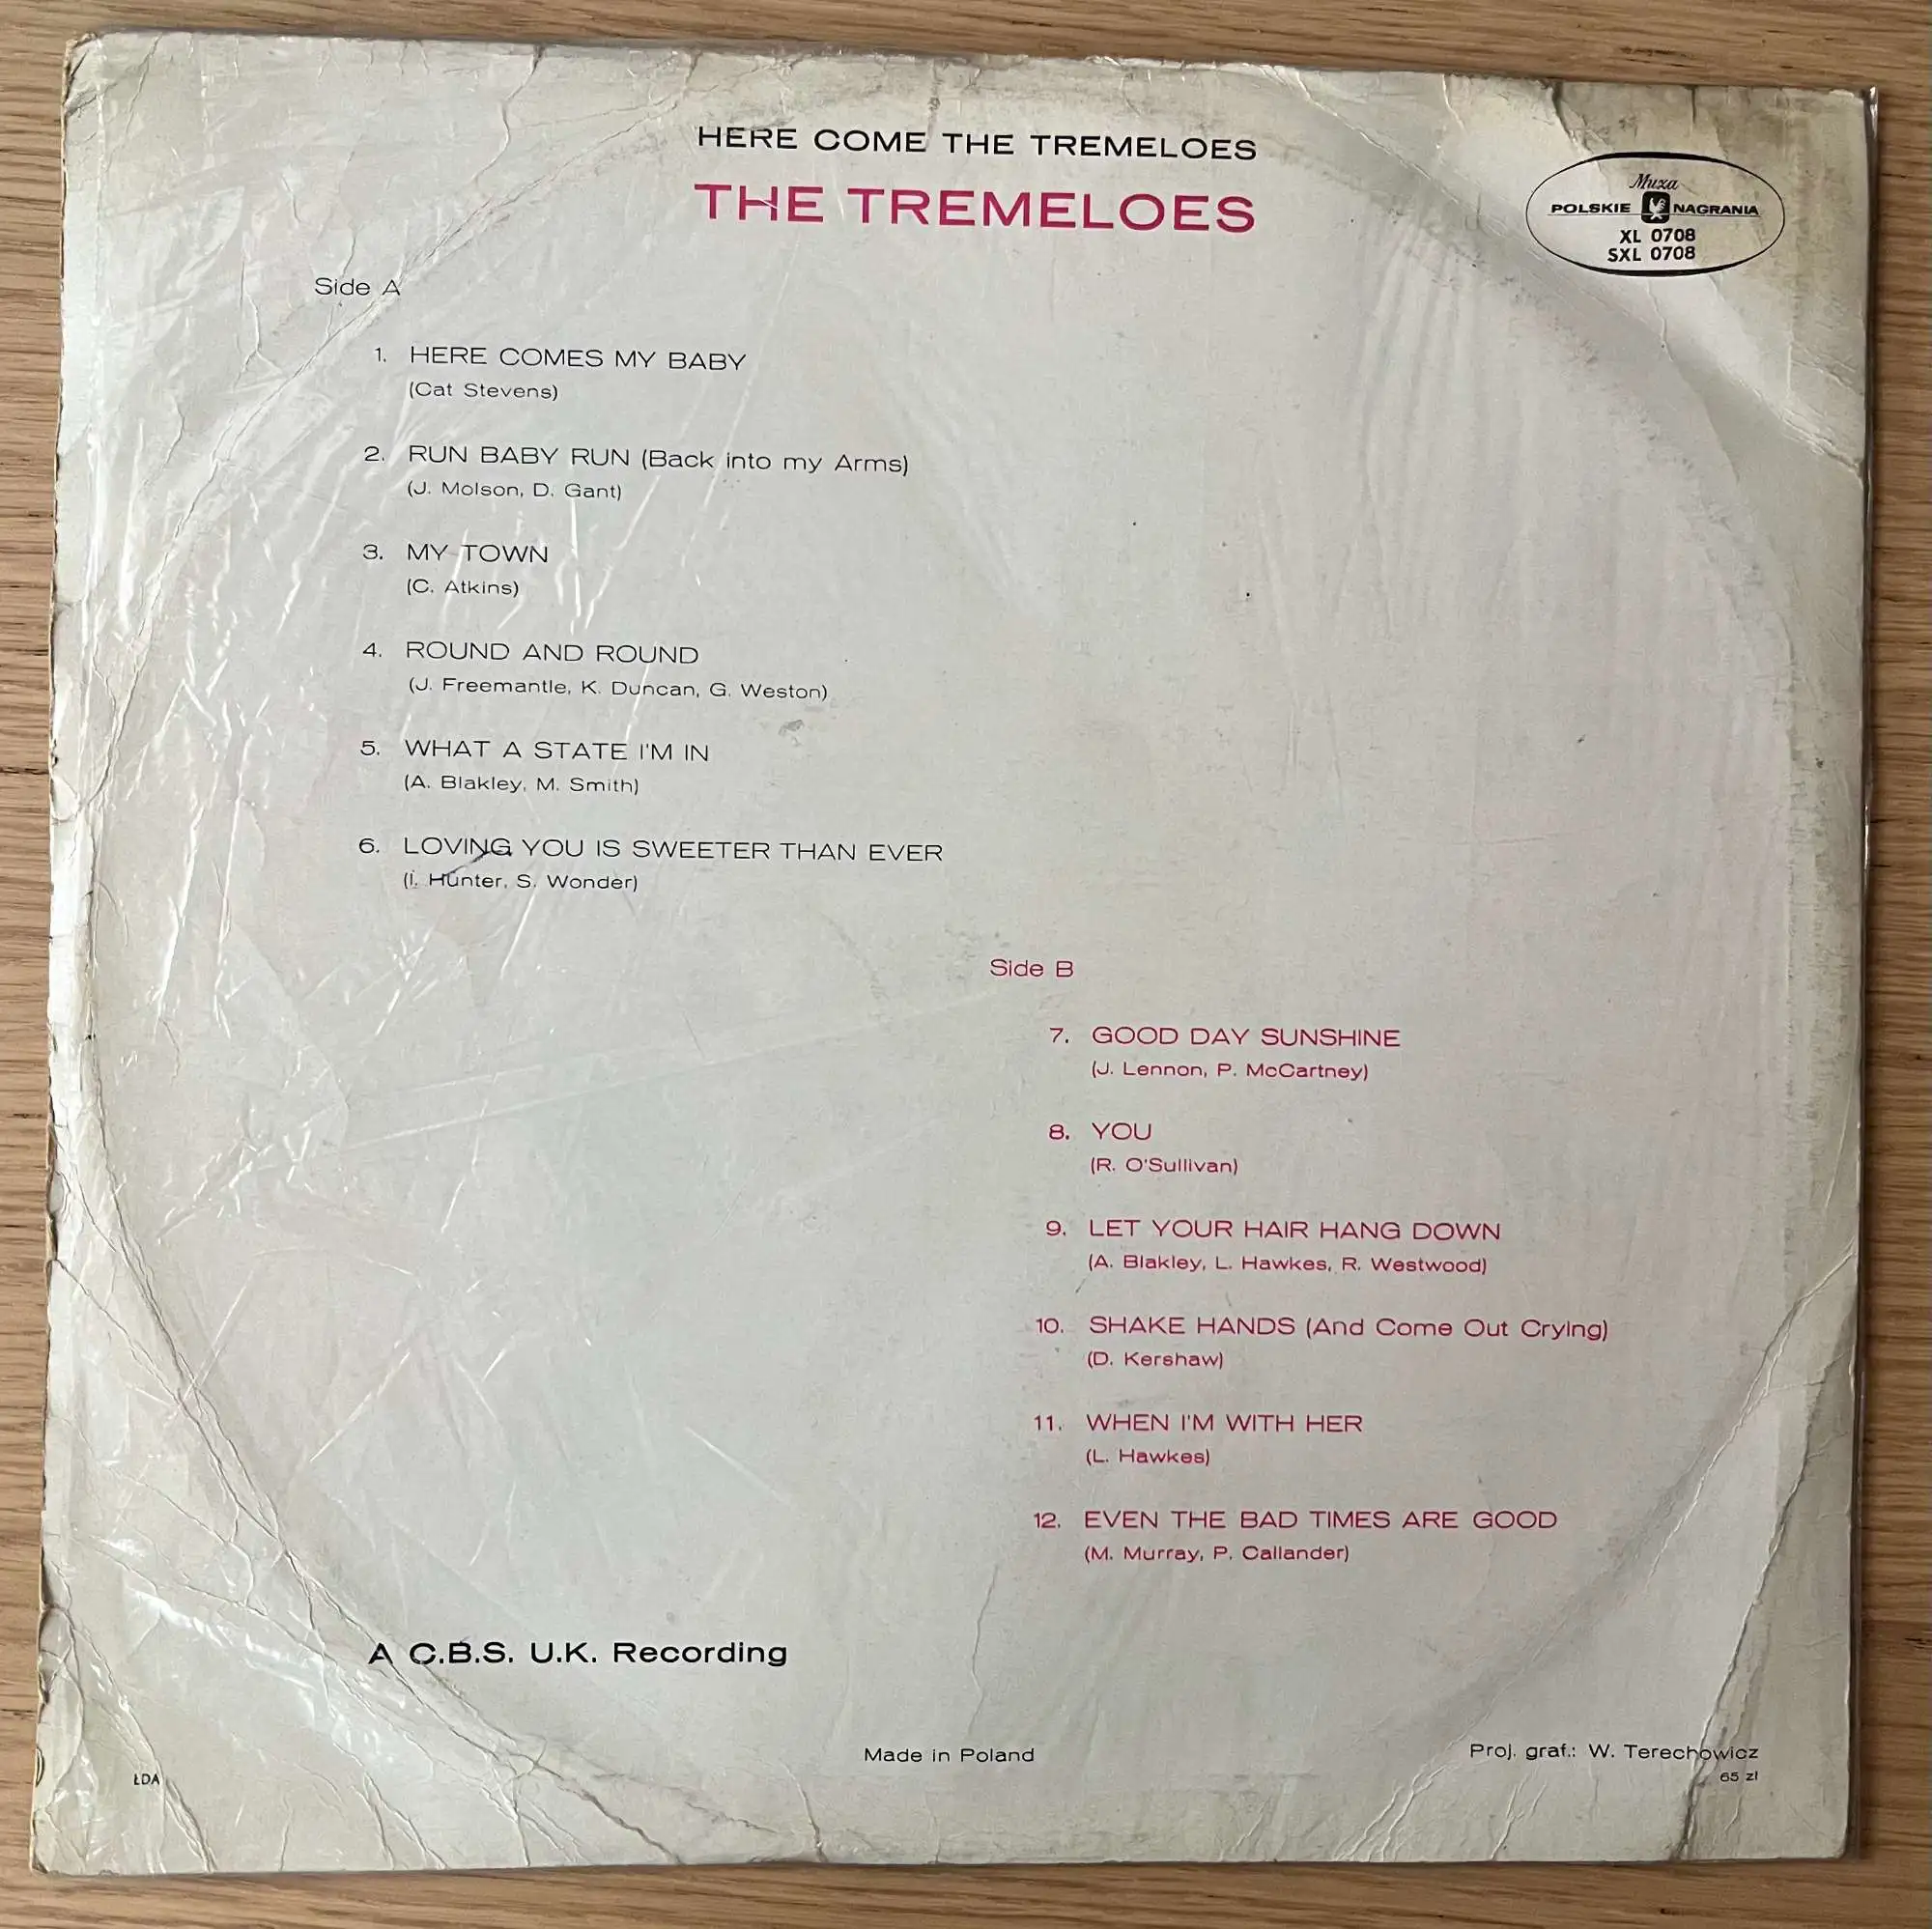 HERE COME THE TREMELOES
THE TREMELOES
Muza
POLSKIE NAGRANIA
XL 0708
SXL 0708
Side A
1. HERE COMES MY BABY
(Cat Stevens)
2. RUN BABY RUN (Back into my Arms)
(J. Molson, D. Gant)
3. MY TOWN
(C. Atkins)
4. ROUND AND ROUND
(J. Freemantle, K. Duncan, G. Weston)
5. WHAT A STATE I'M IN
(A. Blakley, M. Smith)
6. LOVING YOU IS SWEETER THAN EVER
(I. Hunter, S. Wonder)
Side B
7. GOOD DAY SUNSHINE
(J. Lennon, P. McCartney)
8. YOU
(R. O'Sullivan)
9. LET YOUR HAIR HANG DOWN
(A. Blakley, L. Hawkes, R. Westwood)
10. SHAKE HANDS (And Come Out Crying)
(D. Kershaw)
11. WHEN I'M WITH HER
(L. Hawkes)
12. EVEN THE BAD TIMES ARE GOOD
(M. Murray, P. Callander)
A C.B.S. U.K. Recording
Made in Poland
Proj. graf.: W. Terechowicz
65 zł
ŁDA